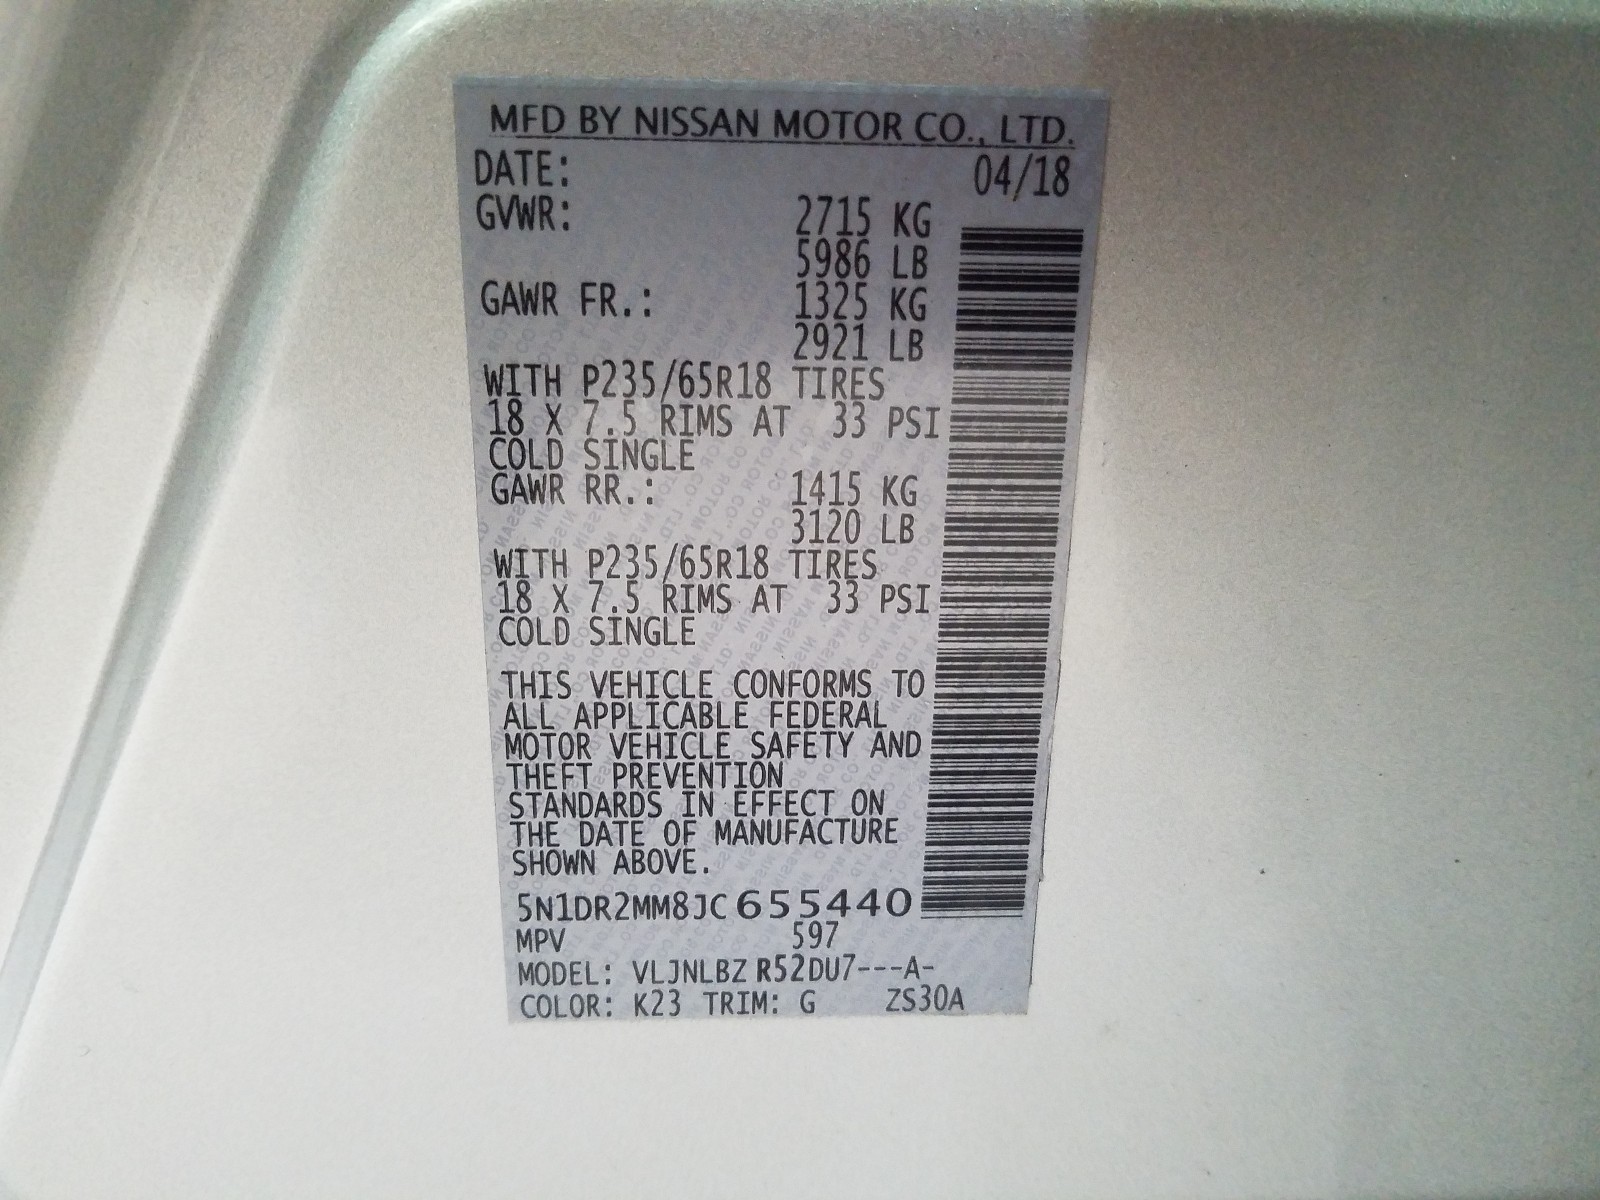 MFD BY NISSAN MOTOR CO., LTD.
DATE: 04/18
GVWR: 2715 KG
5986 LB
GAWR FR.: 1325 KG
2921 LB
WITH P235/65R18 TIRES
18 X 7.5 RIMS AT 33 PSI
COLD SINGLE
GAWR RR.: 1415 KG
3120 LB
WITH P235/65R18 TIRES
18 X 7.5 RIMS AT 33 PSI
COLD SINGLE
THIS VEHICLE CONFORMS TO
ALL APPLICABLE FEDERAL
MOTOR VEHICLE SAFETY AND
THEFT PREVENTION
STANDARDS IN EFFECT ON
THE DATE OF MANUFACTURE
SHOWN ABOVE.
5N1DR2MM8JC655440
MPV 597
MODEL: VLJNLBZ R52DU7---A-
COLOR: K23 TRIM: G ZS30A